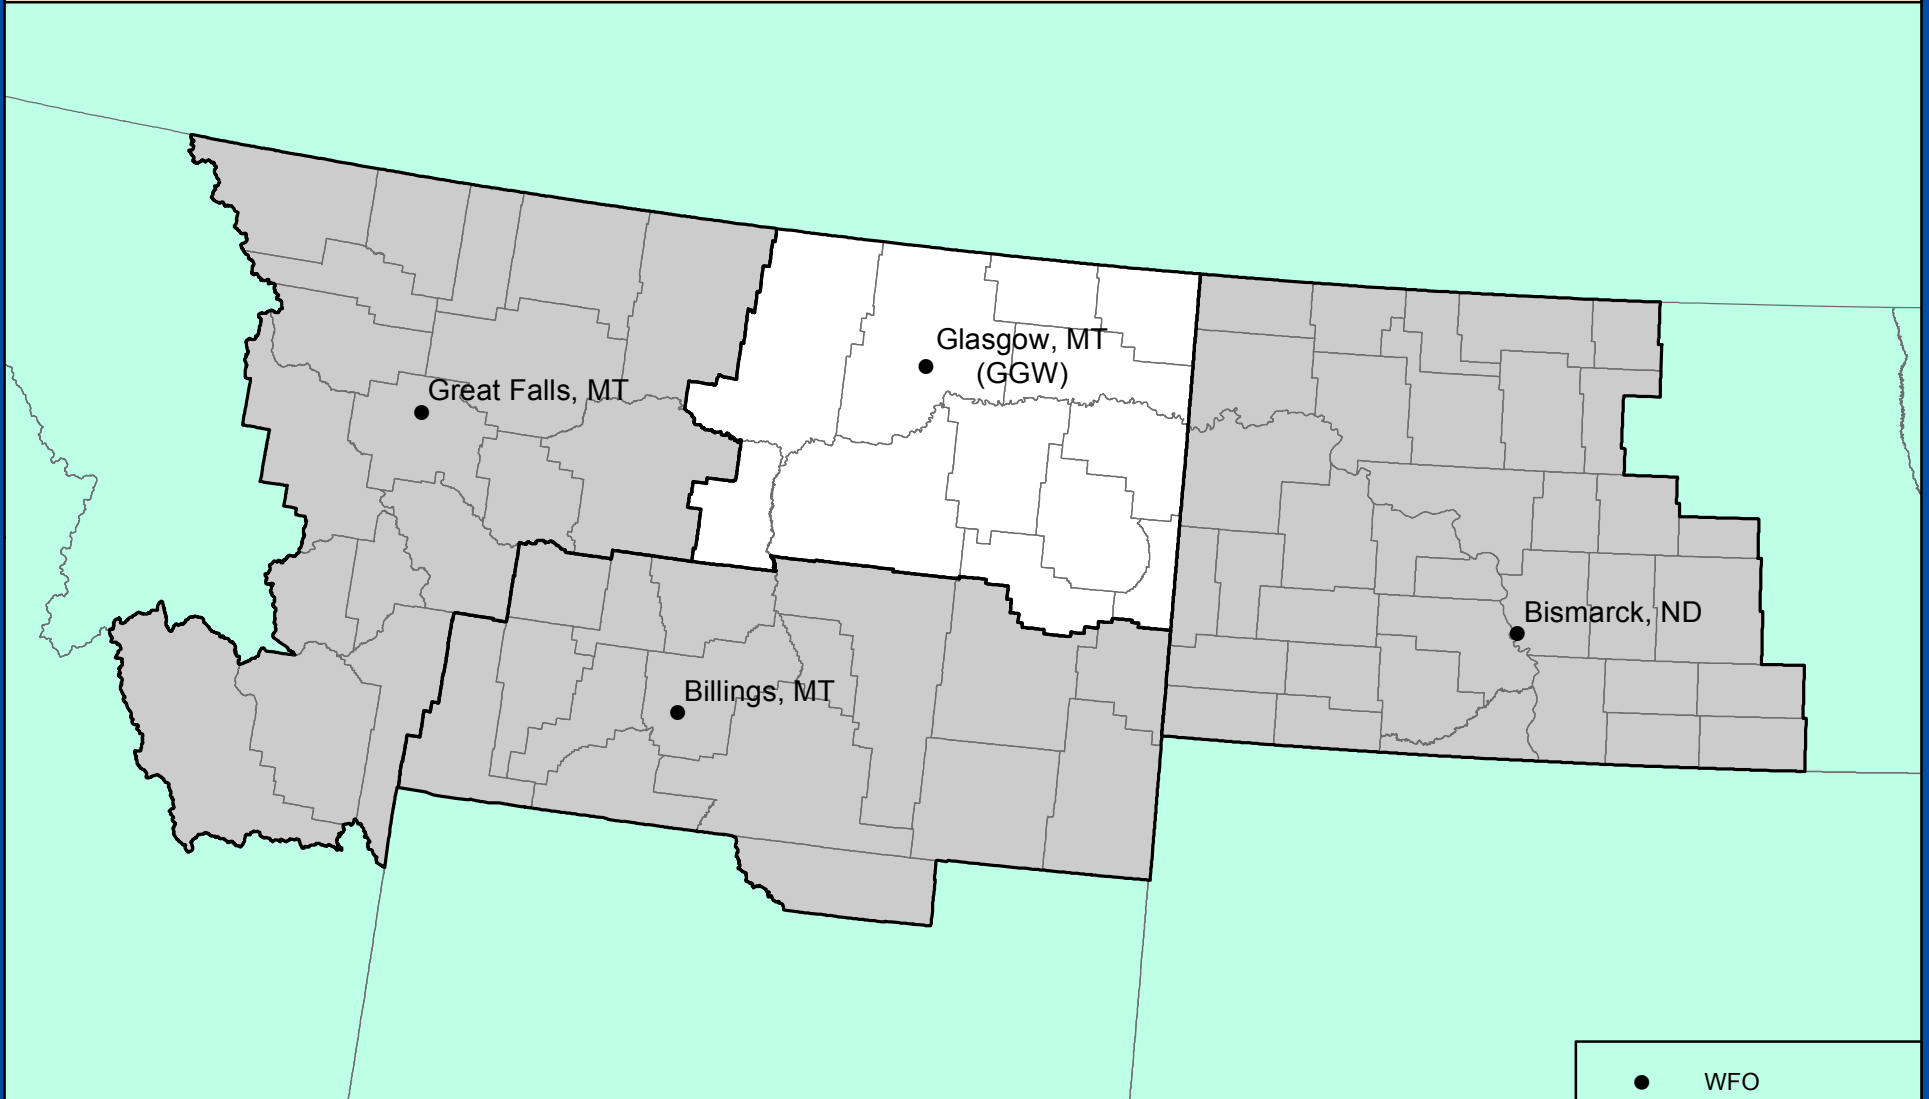 Glasgow, MT
(GGW)
Great Falls, MT
Bismarck, ND
Billings, MT
WFO